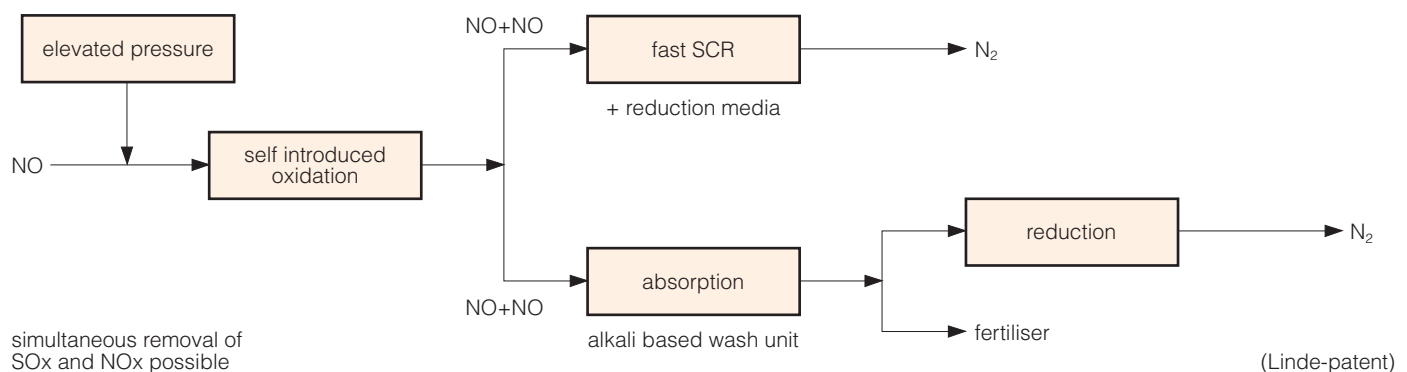 elevated pressure
NO
self introduced
oxidation
NO+NO
fast SCR
+ reduction media
N₂
NO+NO
absorption
alkali based wash unit
reduction
N₂
fertiliser
simultaneous removal of
SOx and NOx possible
(Linde-patent)